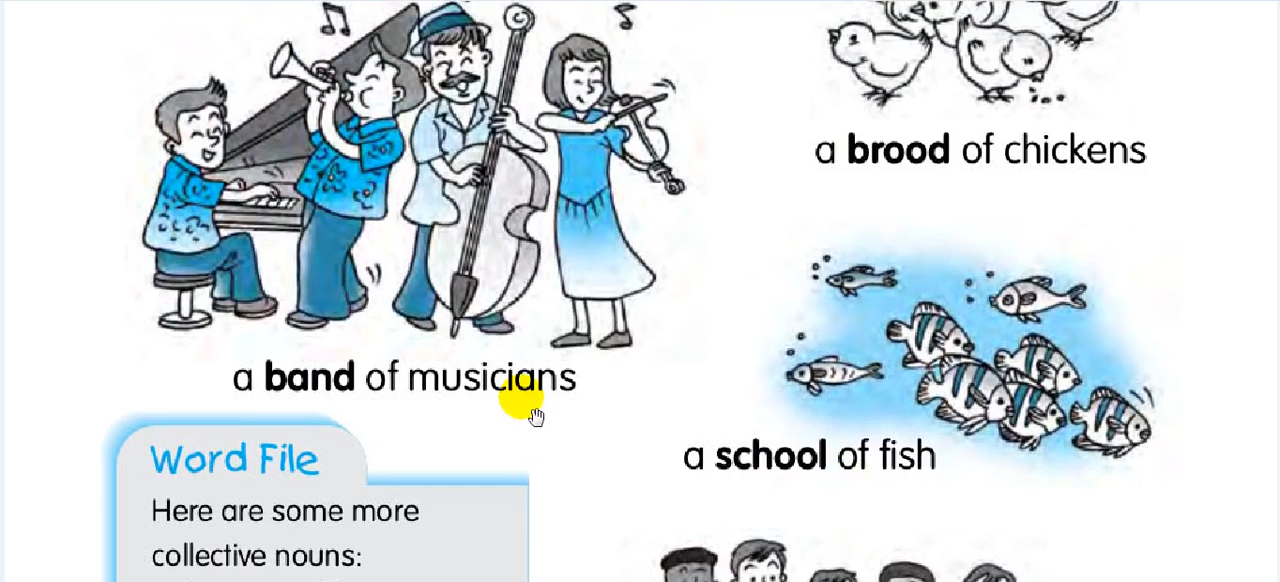 a brood of chickens
a band of musicians
a school of fish
Word File
Here are some more
collective nouns: